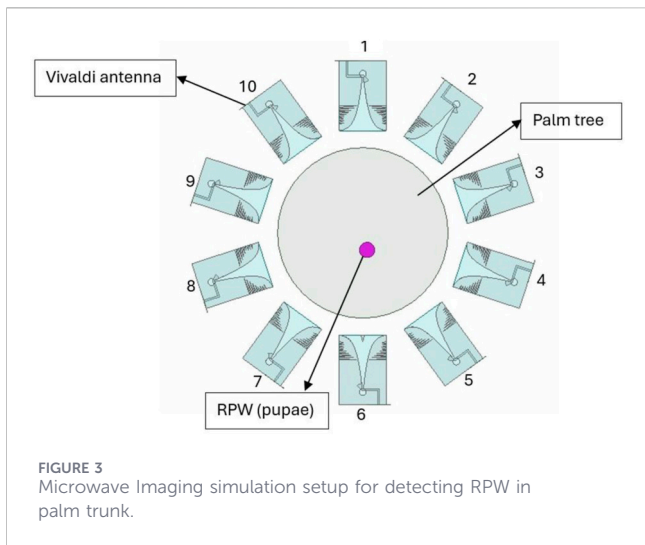 1
Vivaldi antenna
10
2
Palm tree
9
3
8
4
7
5
RPW (pupae)
6
FIGURE 3
Microwave Imaging simulation setup for detecting RPW in
palm trunk.